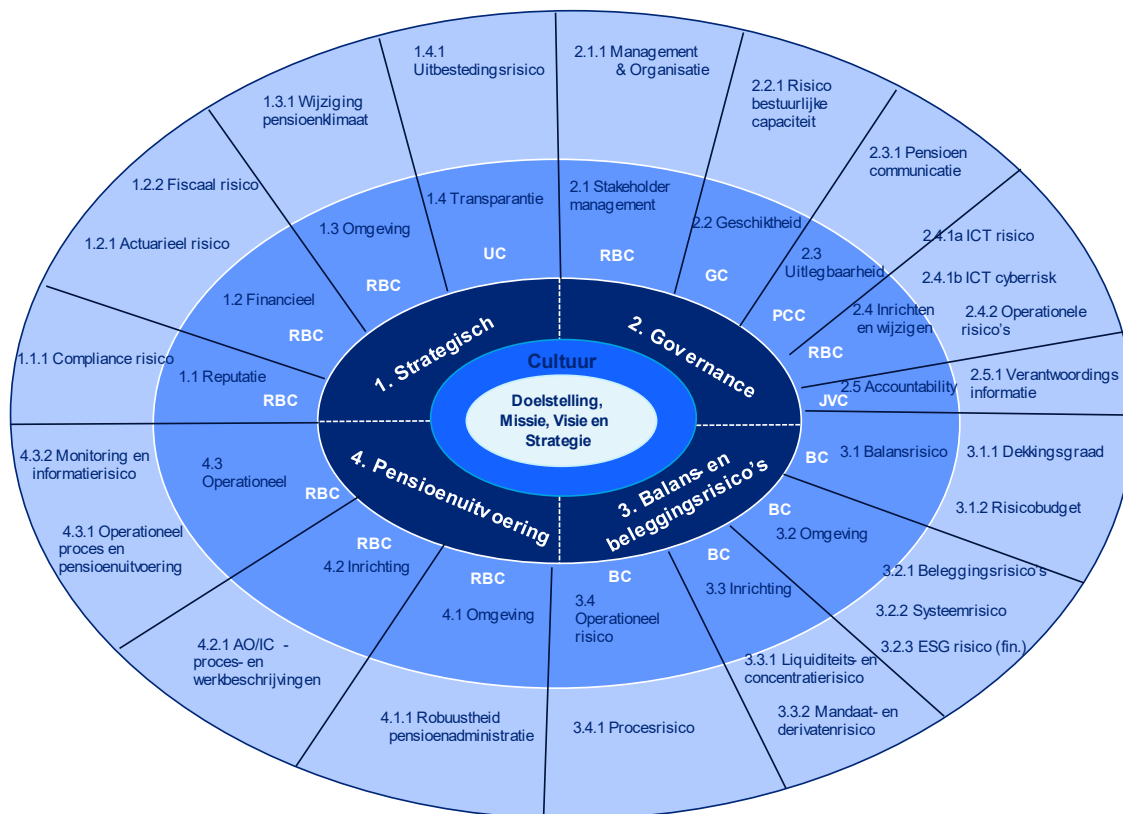 1.4.1
Uitbestedingsrisico
2.1.1 Management
& Organisatie
2.2.1 Risico
bestuurlijke
capaciteit
1.3.1 Wijziging
pensioenklimaat
2.3.1 Pensioen
communicatie
1.2.2 Fiscaal risico
1.2.1 Actuarieel risico
2.4.1a ICT risico
2.4.1b ICT cyberrisk
2.4.2 Operationele
risico's
1.1.1 Compliance risico
2.5.1 Verantwoordings
informatie
1.4 Transparantie
UC
2.1 Stakeholder
management
RBC
2.2 Geschiktheid
GC
1.3 Omgeving
RBC
2.3
Uitlegbaarheid
PCC
1.2 Financieel
RBC
2.4 Inrichten
en wijzigen
RBC
1.1 Reputatie
RBC
2.5 Accountability
JVC
1. Strategisch
2. Governance
Cultuur
Doelstelling,
Missie, Visie en
Strategie
4. Pensioenuitvoering
3. Balans- en
beleggingsrisico's
4.3
Operationeel
RBC
BC
3.1 Balansrisico
3.1.1 Dekkingsgraad
3.1.2 Risicobudget
4.3.2 Monitoring en
informatierisico
4.3.1 Operationeel
proces en
pensioenuitvoering
RBC
4.2 Inrichting
RBC
4.1 Omgeving
BC
3.4
Operationeel
risico
BC
3.3 Inrichting
BC
3.2 Omgeving
3.2.1 Beleggingsrisico's
3.2.2 Systeemrisico
3.2.3 ESG risico (fin.)
4.2.1 AO/IC -
proces- en
werkbeschrijvingen
3.3.1 Liquiditeits- en
concentratierisico
3.3.2 Mandaat- en
derivatenrisico
4.1.1 Robuustheid
pensioenadministratie
3.4.1 Procesrisico